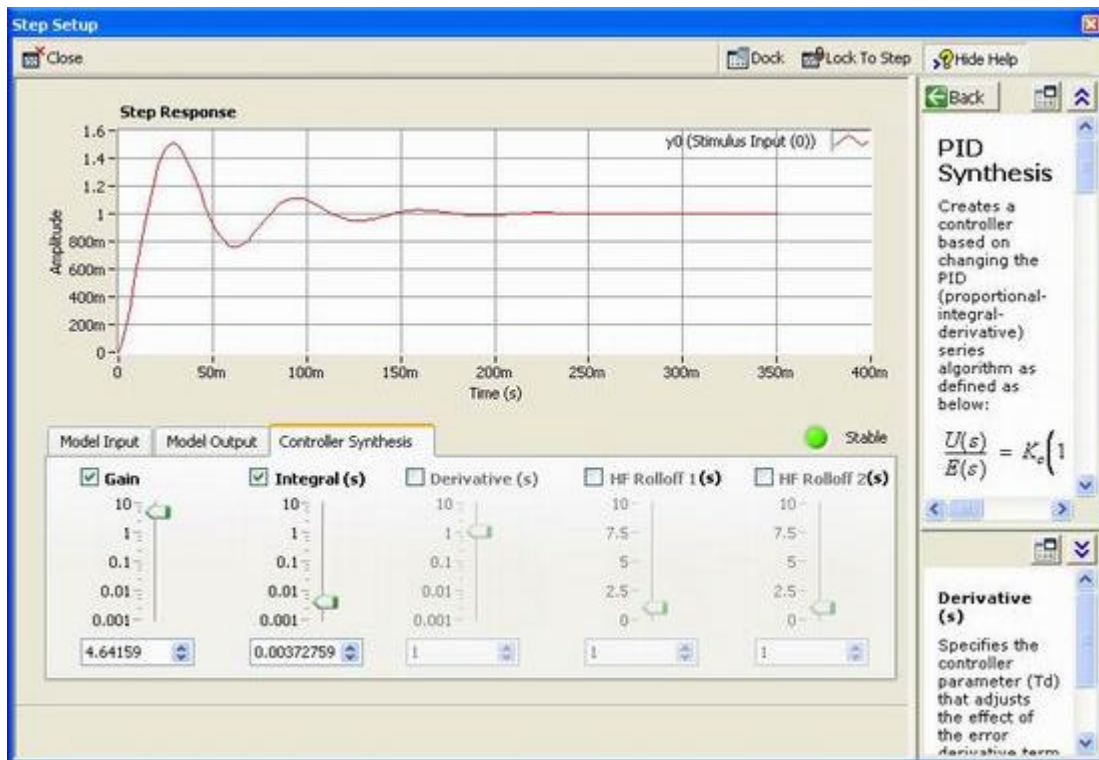 Step Setup
Close
Dock
Lock To Step
Hide Help
Step Response
y0 (Stimulus Input (0))
Amplitude
1.6
1.4
1.2
1
800m
600m
400m
200m
0
0 50m 100m 150m 200m 250m 300m 350m 400m
Time (s)
Model Input
Model Output
Controller Synthesis
Stable
Gain
10
1
0.1
0.01
0.001
4.64159
Integral (s)
10
1
0.1
0.01
0.001
0.00372759
Derivative (s)
10
1
0.1
0.01
0.001
1
HF Rolloff 1(s)
10
7.5
5
2.5
0
1
HF Rolloff 2(s)
10
7.5
5
2.5
0
1
Back
PID
Synthesis
Creates a
controller
based on
changing the
PID
(proportional-
integral-
derivative)
series
algorithm as
defined as
below:
U(s)/E(s) = Kc(1
Derivative
(s)
Specifies the
controller
parameter (Td)
that adjusts
the effect of
the error
derivative term